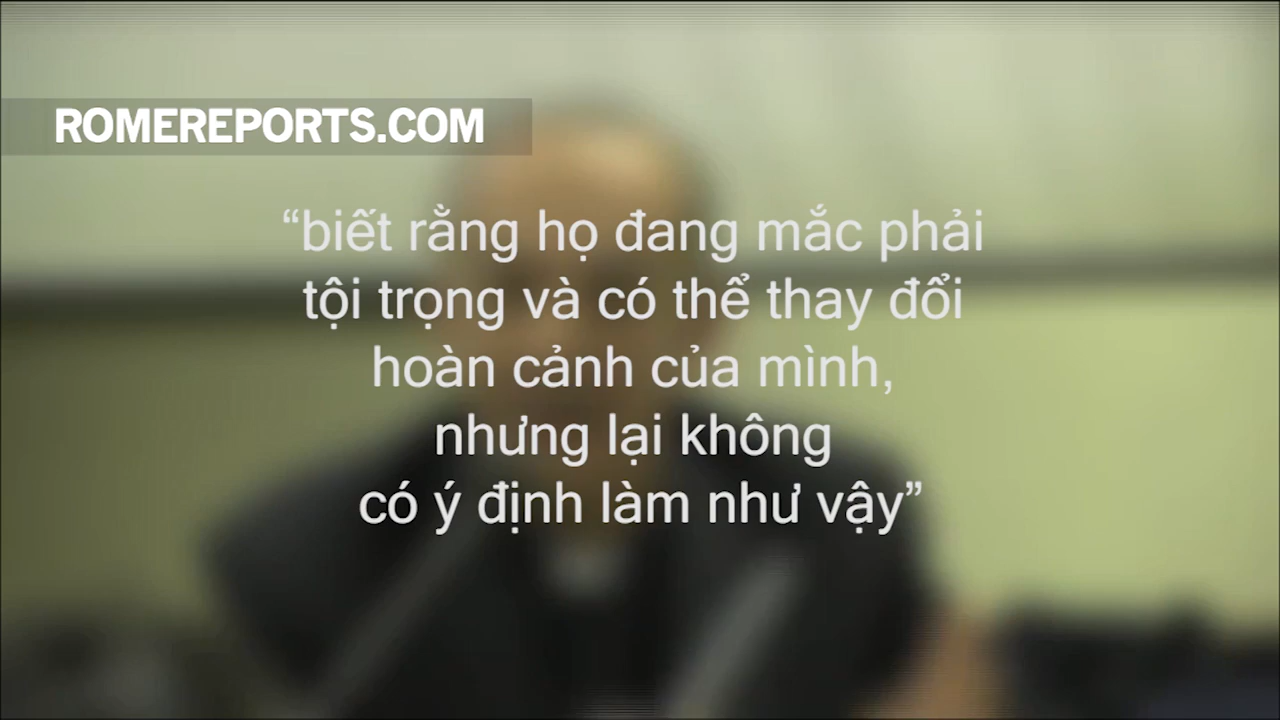 ROMEREPORTS.COM
“biết rằng họ đang mắc phải
tội trọng và có thể thay đổi
hoàn cảnh của mình,
nhưng lại không
có ý định làm như vậy”